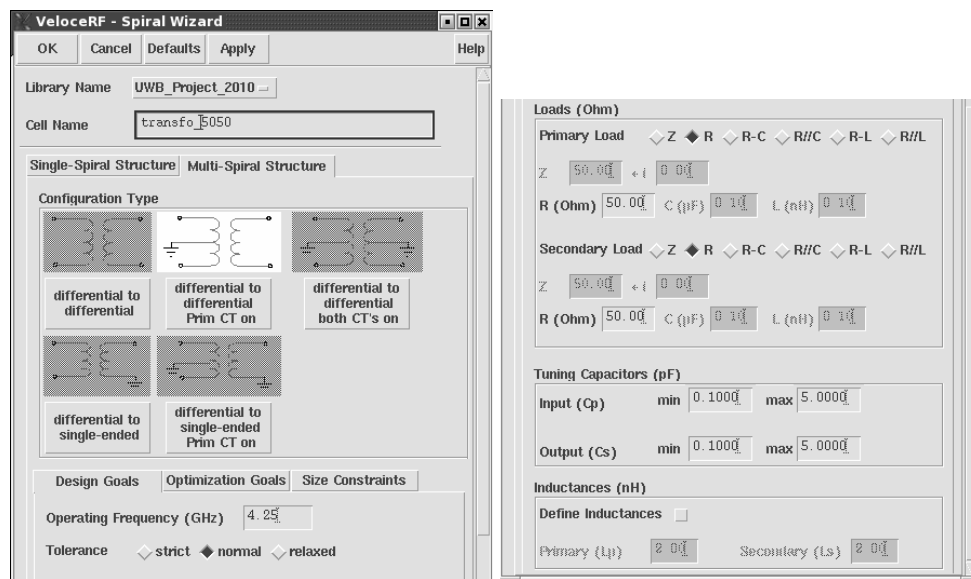 VeloceRF - Spiral Wizard
OK Cancel Defaults Apply Help
Library Name UWB_Project_2010
Cell Name transfo_5050
Single-Spiral Structure Multi-Spiral Structure
Configuration Type
differential to differential
differential to differential Prim CT on
differential to differential both CT's on
differential to single-ended
differential to single-ended Prim CT on
Design Goals Optimization Goals Size Constraints
Operating Frequency (GHz) 4.25
Tolerance strict normal relaxed
Loads (Ohm)
Primary Load Z R R-C R//C R-L R//L
Z 50.00 +i 0.00
R (Ohm) 50.00 C (pF) 0.10 L (nH) 0.10
Secondary Load Z R R-C R//C R-L R//L
Z 50.00 +i 0.00
R (Ohm) 50.00 C (pF) 0.10 L (nH) 0.10
Tuning Capacitors (pF)
Input (Cp) min 0.1000 max 5.0000
Output (Cs) min 0.1000 max 5.0000
Inductances (nH)
Define Inductances
Primary (Lp) 2.00 Secondary (Ls) 2.00